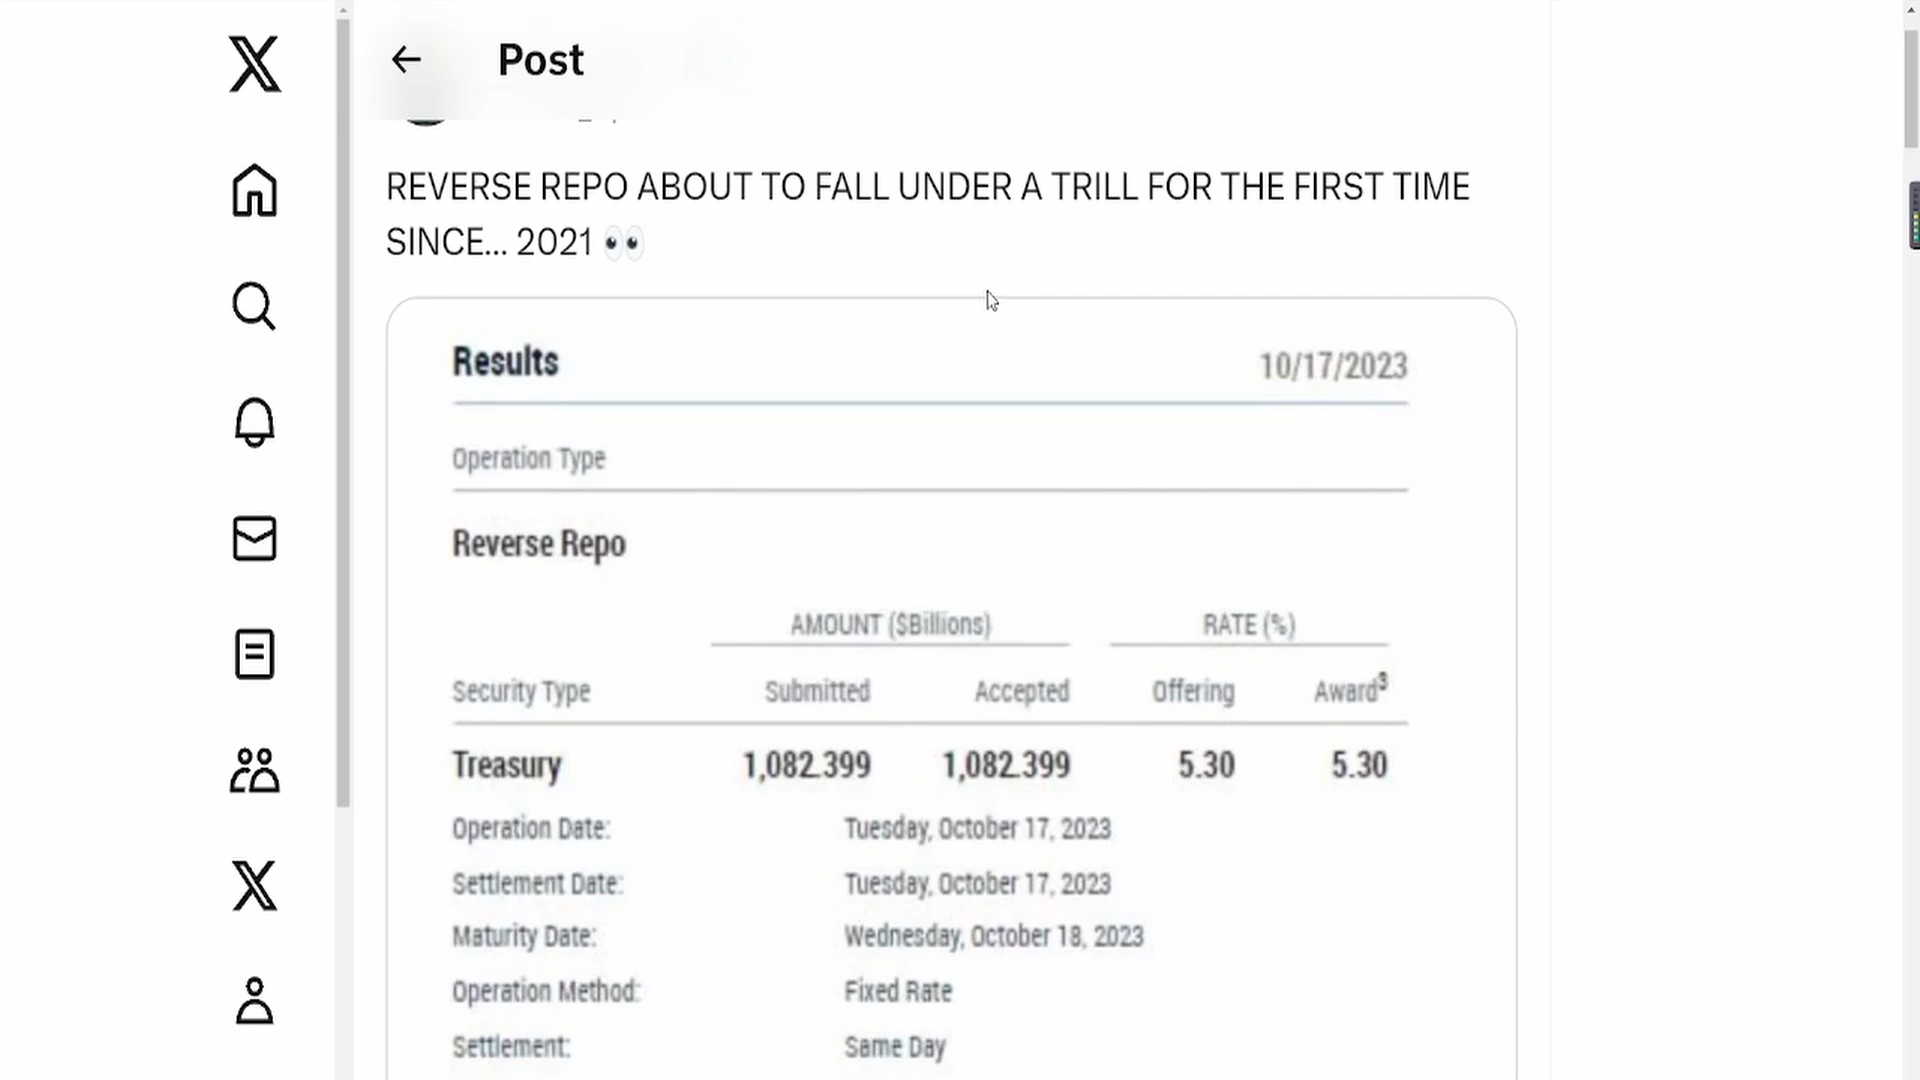 Post
REVERSE REPO ABOUT TO FALL UNDER A TRILL FOR THE FIRST TIME
SINCE... 2021 👀
Results 10/17/2023
Operation Type
Reverse Repo
AMOUNT ($Billions) RATE (%)
Security Type Submitted Accepted Offering Award³
Treasury 1,082.399 1,082.399 5.30 5.30
Operation Date: Tuesday, October 17, 2023
Settlement Date: Tuesday, October 17, 2023
Maturity Date: Wednesday, October 18, 2023
Operation Method: Fixed Rate
Settlement: Same Day